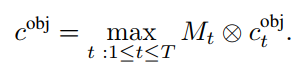 c^obj = max_{t : 1≤t≤T} M_t ⊗ c_t^obj.